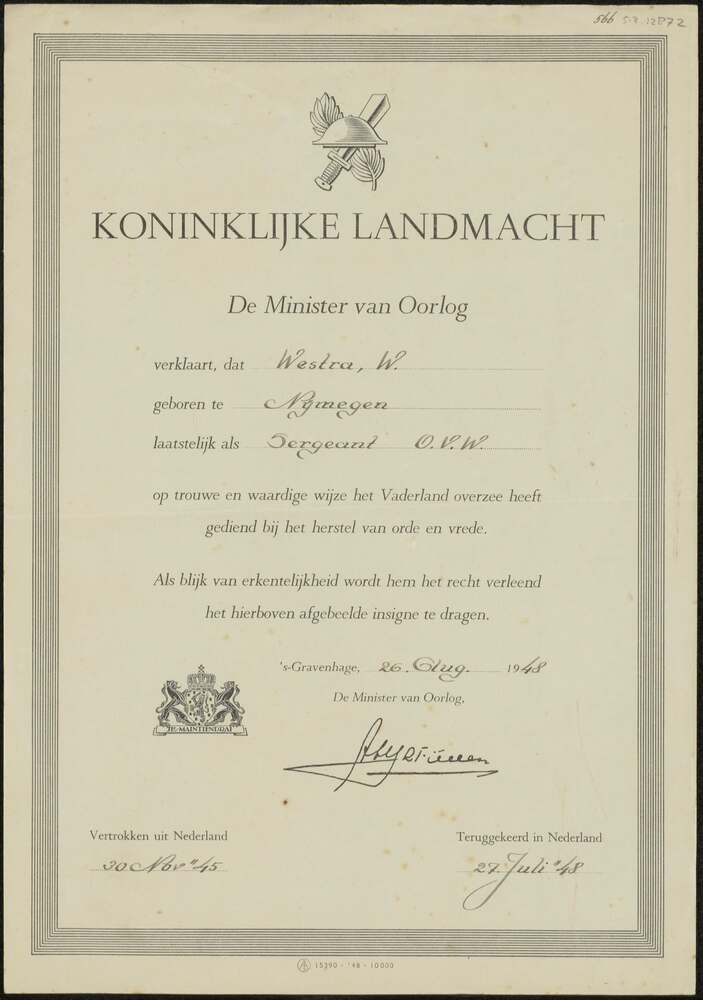 566 5.2.12872
KONINKLIJKE LANDMACHT
De Minister van Oorlog
verklaart, dat Westra, W.
geboren te Nijmegen
laatstelijk als Sergeant O.V.W.
op trouwe en waardige wijze het Vaderland overzee heeft
gediend bij het herstel van orde en vrede.
Als blijk van erkentelijkheid wordt hem het recht verleend
het hierboven afgebeelde insigne te dragen.
's-Gravenhage, 26. Aug. 1948
De Minister van Oorlog,
JE MAINTIENDRAI
Vertrokken uit Nederland
30 Nov "45
Teruggekeerd in Nederland
27. Juli "48
15390 - '48 - 10000